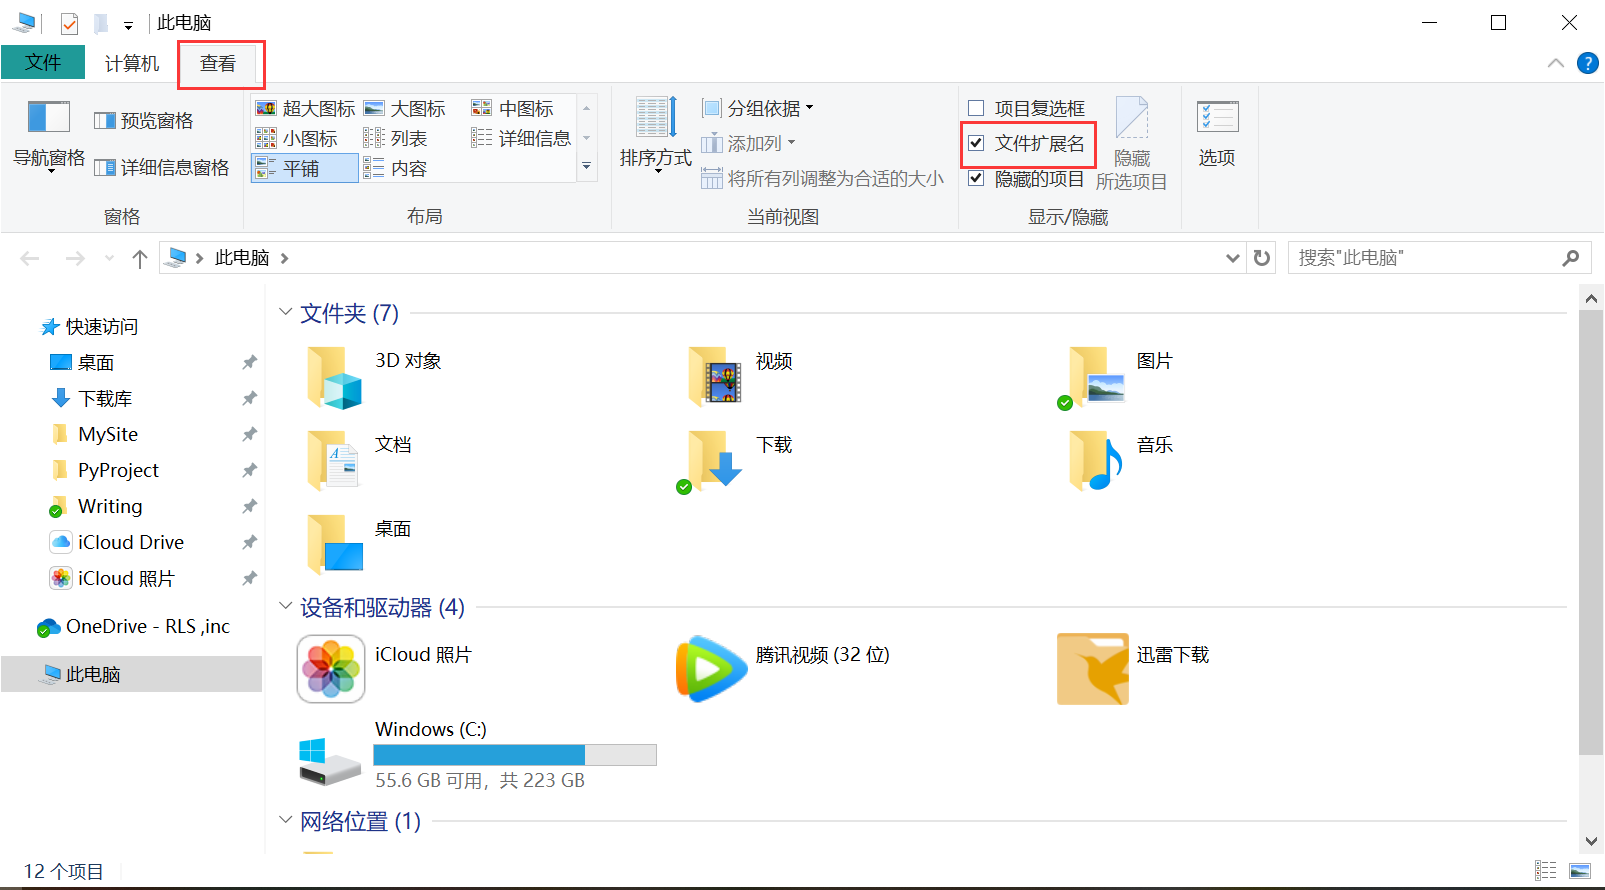 此电脑
文件 计算机 查看
预览窗格
导航窗格
详细信息窗格
窗格
超大图标 大图标 中图标
小图标 列表 详细信息
平铺 内容
布局
排序方式
分组依据
添加列
将所有列调整为合适的大小
当前视图
项目复选框
文件扩展名
隐藏的项目
隐藏
所选项目
显示/隐藏
选项
此电脑
搜索"此电脑"
快速访问
桌面
下载库
MySite
PyProject
Writing
iCloud Drive
iCloud 照片
OneDrive - RLS ,inc
此电脑
文件夹 (7)
3D 对象 视频 图片
文档 下载 音乐
桌面
设备和驱动器 (4)
iCloud 照片 腾讯视频 (32 位) 迅雷下载
Windows (C:)
55.6 GB 可用，共 223 GB
网络位置 (1)
12 个项目